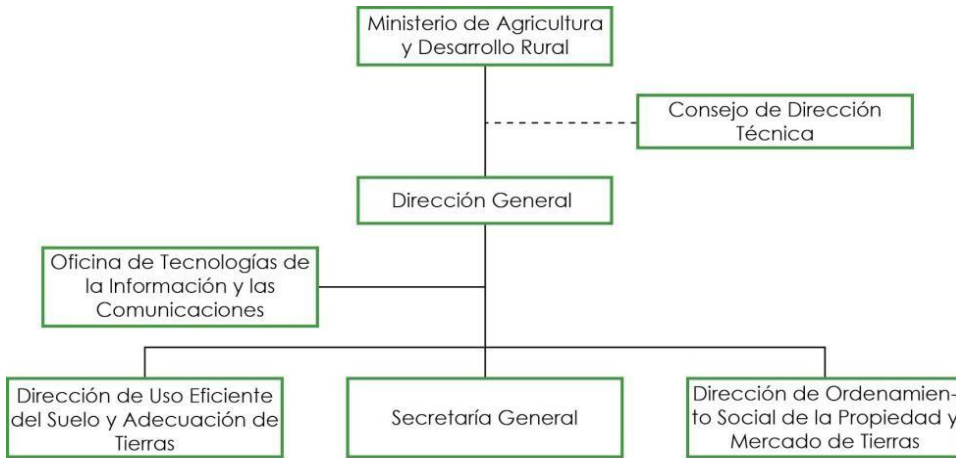 Ministerio de Agricultura
y Desarrollo Rural
Consejo de Dirección
Técnica
Dirección General
Oficina de Tecnologías de
la Información y las
Comunicaciones
Dirección de Uso Eficiente
del Suelo y Adecuación de
Tierras
Secretaría General
Dirección de Ordenamien-
to Social de la Propiedad y
Mercado de Tierras